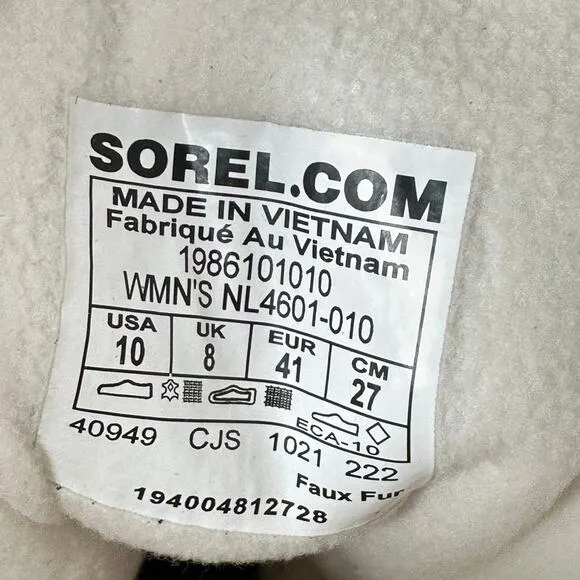 SOREL.COM
MADE IN VIETNAM
Fabriqué Au Vietnam
1986101010
WMN'S NL4601-010
USA UK EUR CM
10 8 41 27
ECA-10
40949 CJS 1021 222
Faux Fur
194004812728